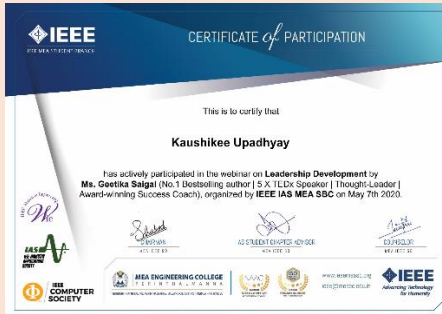 IEEE
IEEE MEA STUDENT BRANCH
CERTIFICATE of PARTICIPATION
This is to certify that
Kaushikee Upadhyay
has actively participated in the webinar on Leadership Development by
Ms. Geetika Saigal (No.1 Bestselling author | 5 X TEDx Speaker | Thought-Leader |
Award-winning Success Coach), organized by IEEE IAS MEA SBC on May 7th 2020.
CHAIRMAN
IAS STUDENT CHAPTER ADVISOR
COUNSELOR
IAS
IEEE
COMPUTER
SOCIETY
MEA ENGINEERING COLLEGE
PERINTHALMANNA
IEEE
Advancing Technology
for Humanity